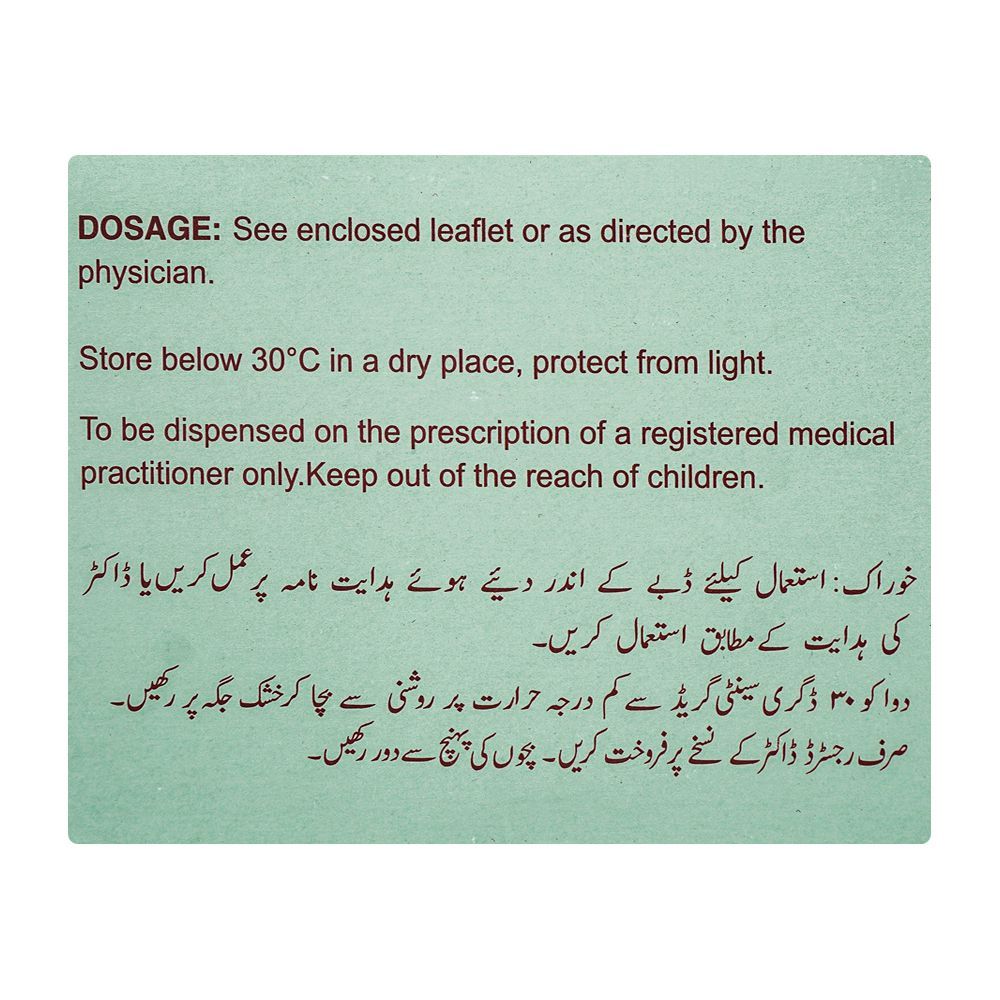 DOSAGE: See enclosed leaflet or as directed by the
physician.
Store below 30°C in a dry place, protect from light.
To be dispensed on the prescription of a registered medical
practitioner only.Keep out of the reach of children.
خوراک: استعمال کیلئے ڈبے کے اندر دئیے ہوئے ہدایت نامہ پر عمل کریں یا ڈاکٹر
کی ہدایت کے مطابق استعمال کریں۔
دوا کو ۳۰ ڈگری سینٹی گریڈ سے کم درجہ حرارت پر روشنی سے بچا کر خشک جگہ پر رکھیں۔
صرف رجسٹرڈ ڈاکٹر کے نسخے پر فروخت کریں۔ بچوں کی پہنچ سے دور رکھیں۔